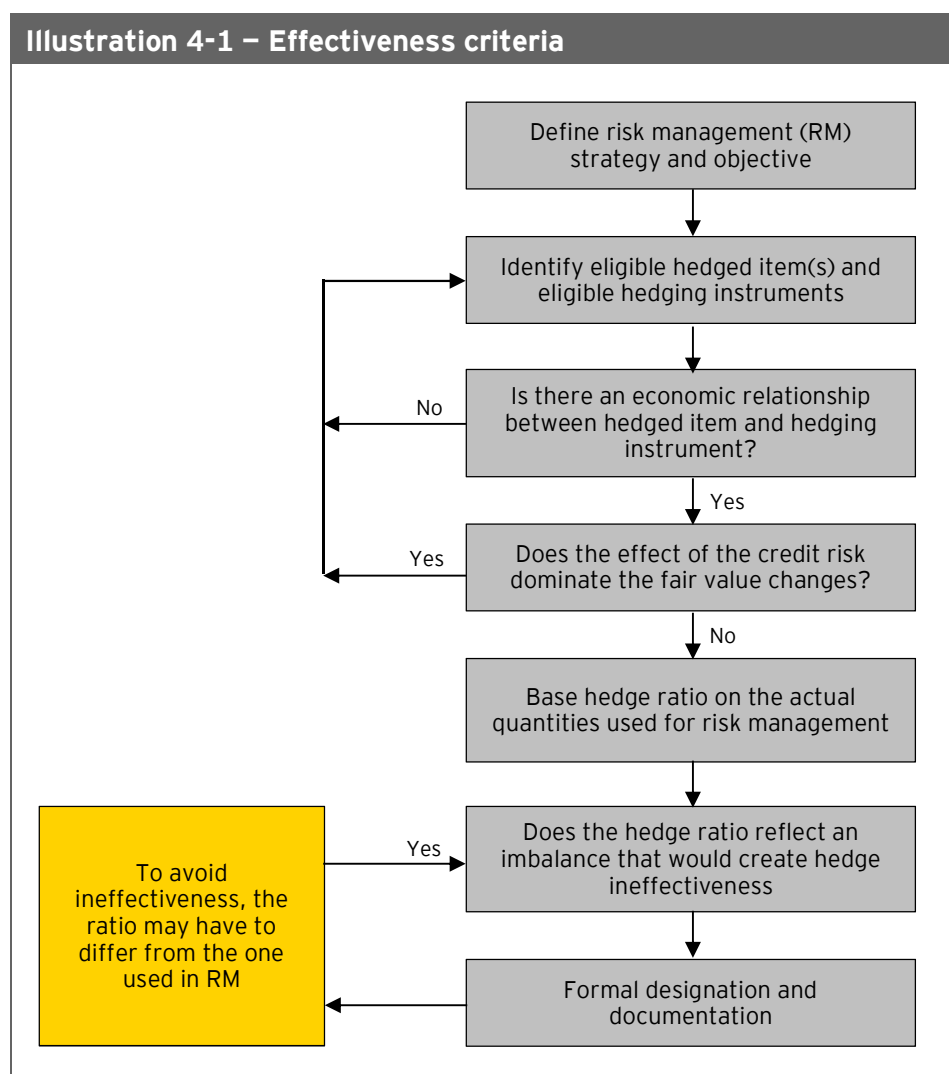 Illustration 4-1 – Effectiveness criteria
Define risk management (RM)
strategy and objective
Identify eligible hedged item(s) and
eligible hedging instruments
No
Is there an economic relationship
between hedged item and hedging
instrument?
Yes
Yes
Does the effect of the credit risk
dominate the fair value changes?
No
Base hedge ratio on the actual
quantities used for risk management
To avoid
ineffectiveness, the
ratio may have to
differ from the one
used in RM
Yes
Does the hedge ratio reflect an
imbalance that would create hedge
ineffectiveness
Formal designation and
documentation